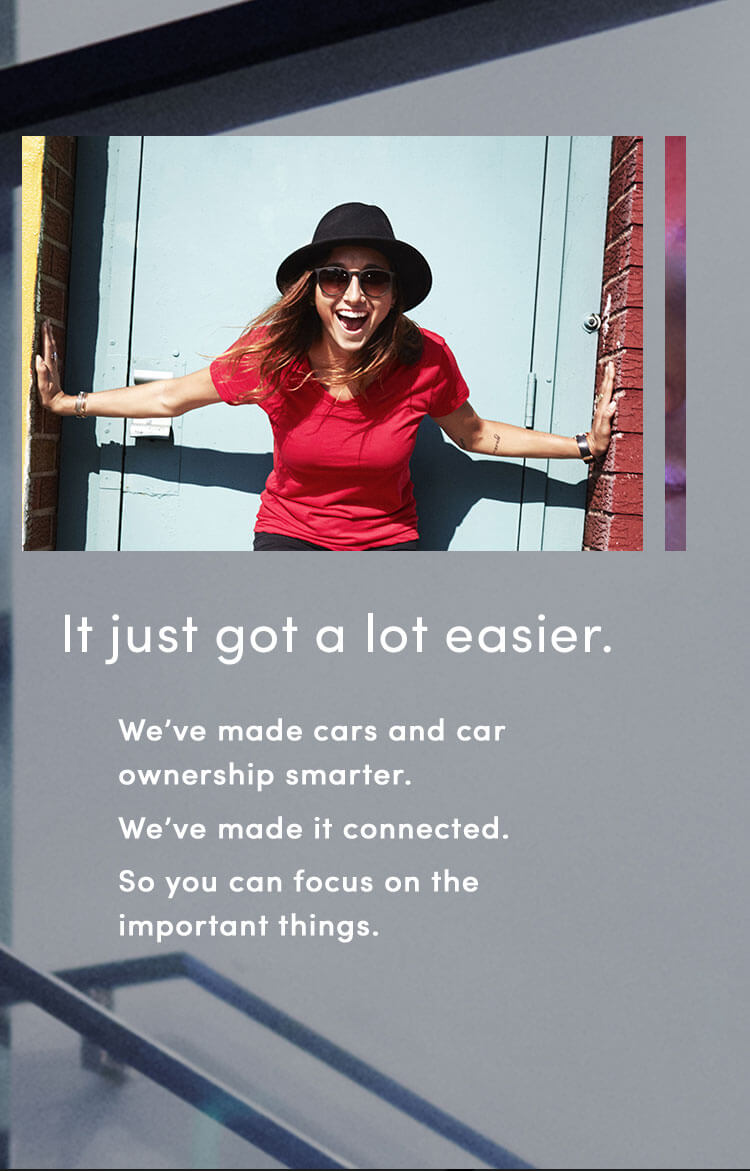 It just got a lot easier.
We’ve made cars and car
ownership smarter.
We’ve made it connected.
So you can focus on the
important things.